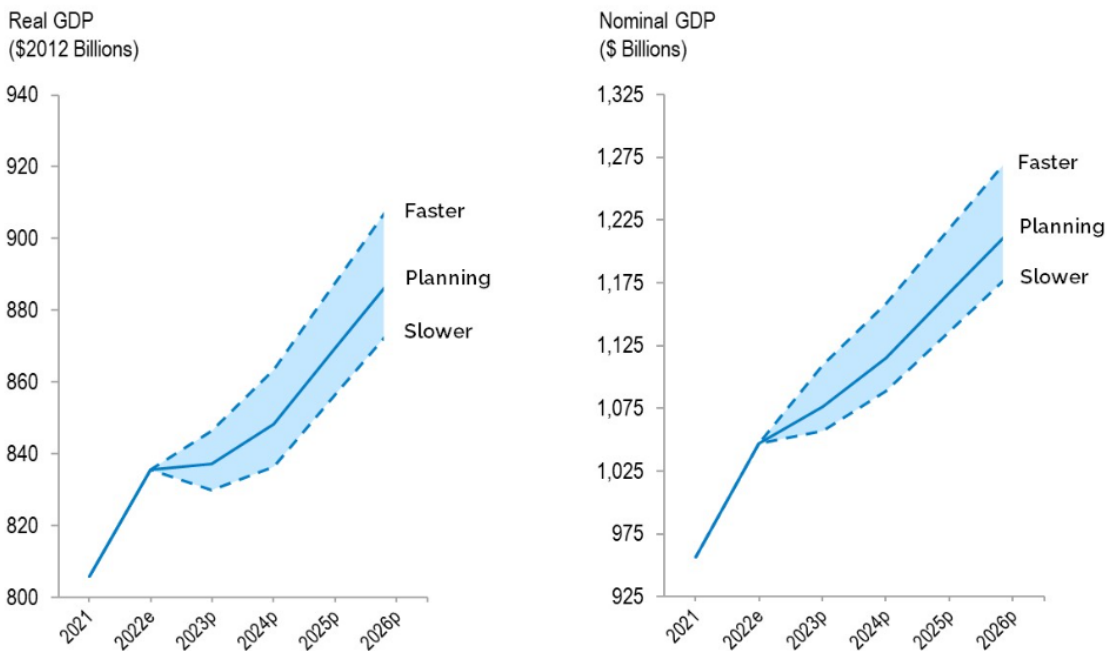 Real GDP
($2012 Billions)
940
920
900
880
860
840
820
800
Faster
Planning
Slower
2021
2022e
2023p
2024p
2025p
2026p
Nominal GDP
($ Billions)
1,325
1,275
1,225
1,175
1,125
1,075
1,025
975
925
Faster
Planning
Slower
2021
2022e
2023p
2024p
2025p
2026p